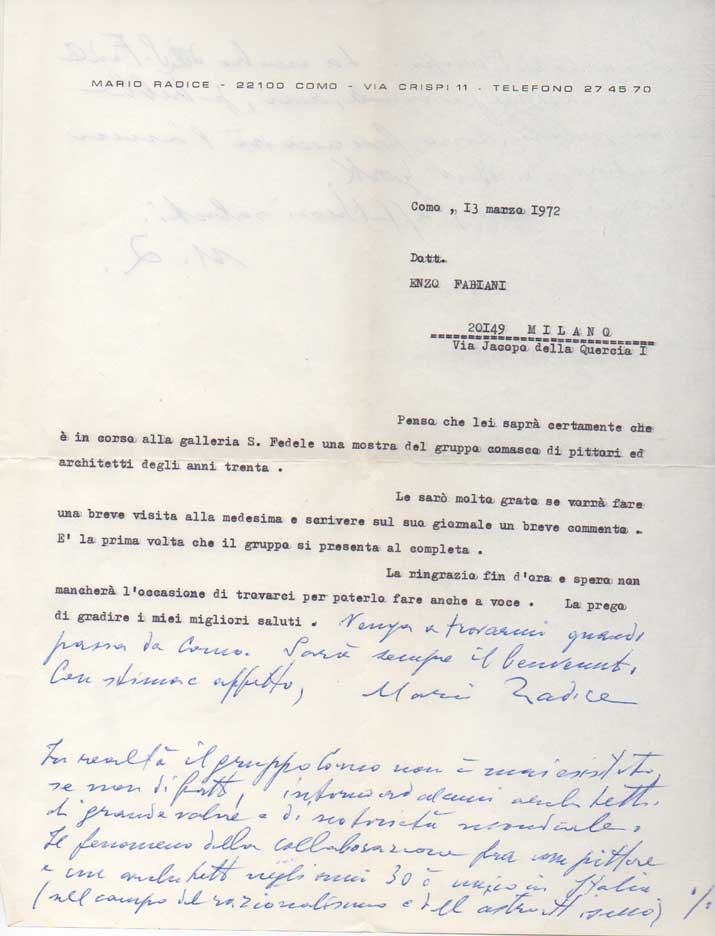 MARIO RADICE - 22100 COMO - VIA CRISPI 11 - TELEFONO 27 45 70
Como , 13 marzo 1972
Dott.
ENZO FABIANI
20149 MILANO
Via Jacopo della Quercia I
Penso che lei saprà certamente che
è in corso alla galleria S. Fedele una mostra del gruppo comasco di pittori ed
architetti degli anni trenta .
Le sarò molto grato se vorrà fare
una breve visita alla medesima e scrivere sul suo giornale un breve commento .
E' la prima volta che il gruppo si presenta al completo .
La ringrazio fin d'ora e spero non
mancherà l'occasione di trovarci per poterlo fare anche a voce . La prego
di gradire i miei migliori saluti . Venga a trovarmi quando
passa da Como. Sarà sempre il benvenuto.
Con stima e affetto, Mario Radice
In realtà il gruppo Como non è mai esistito,
se non di fatto, intorno ad alcuni architetti
di grande valore e di notorietà mondiale.
Il fenomeno della collaborazione fra un pittore
e un architetto negli anni 30 è unico in Italia
(nel campo del razionalismo e dell'astrattismo) ./.